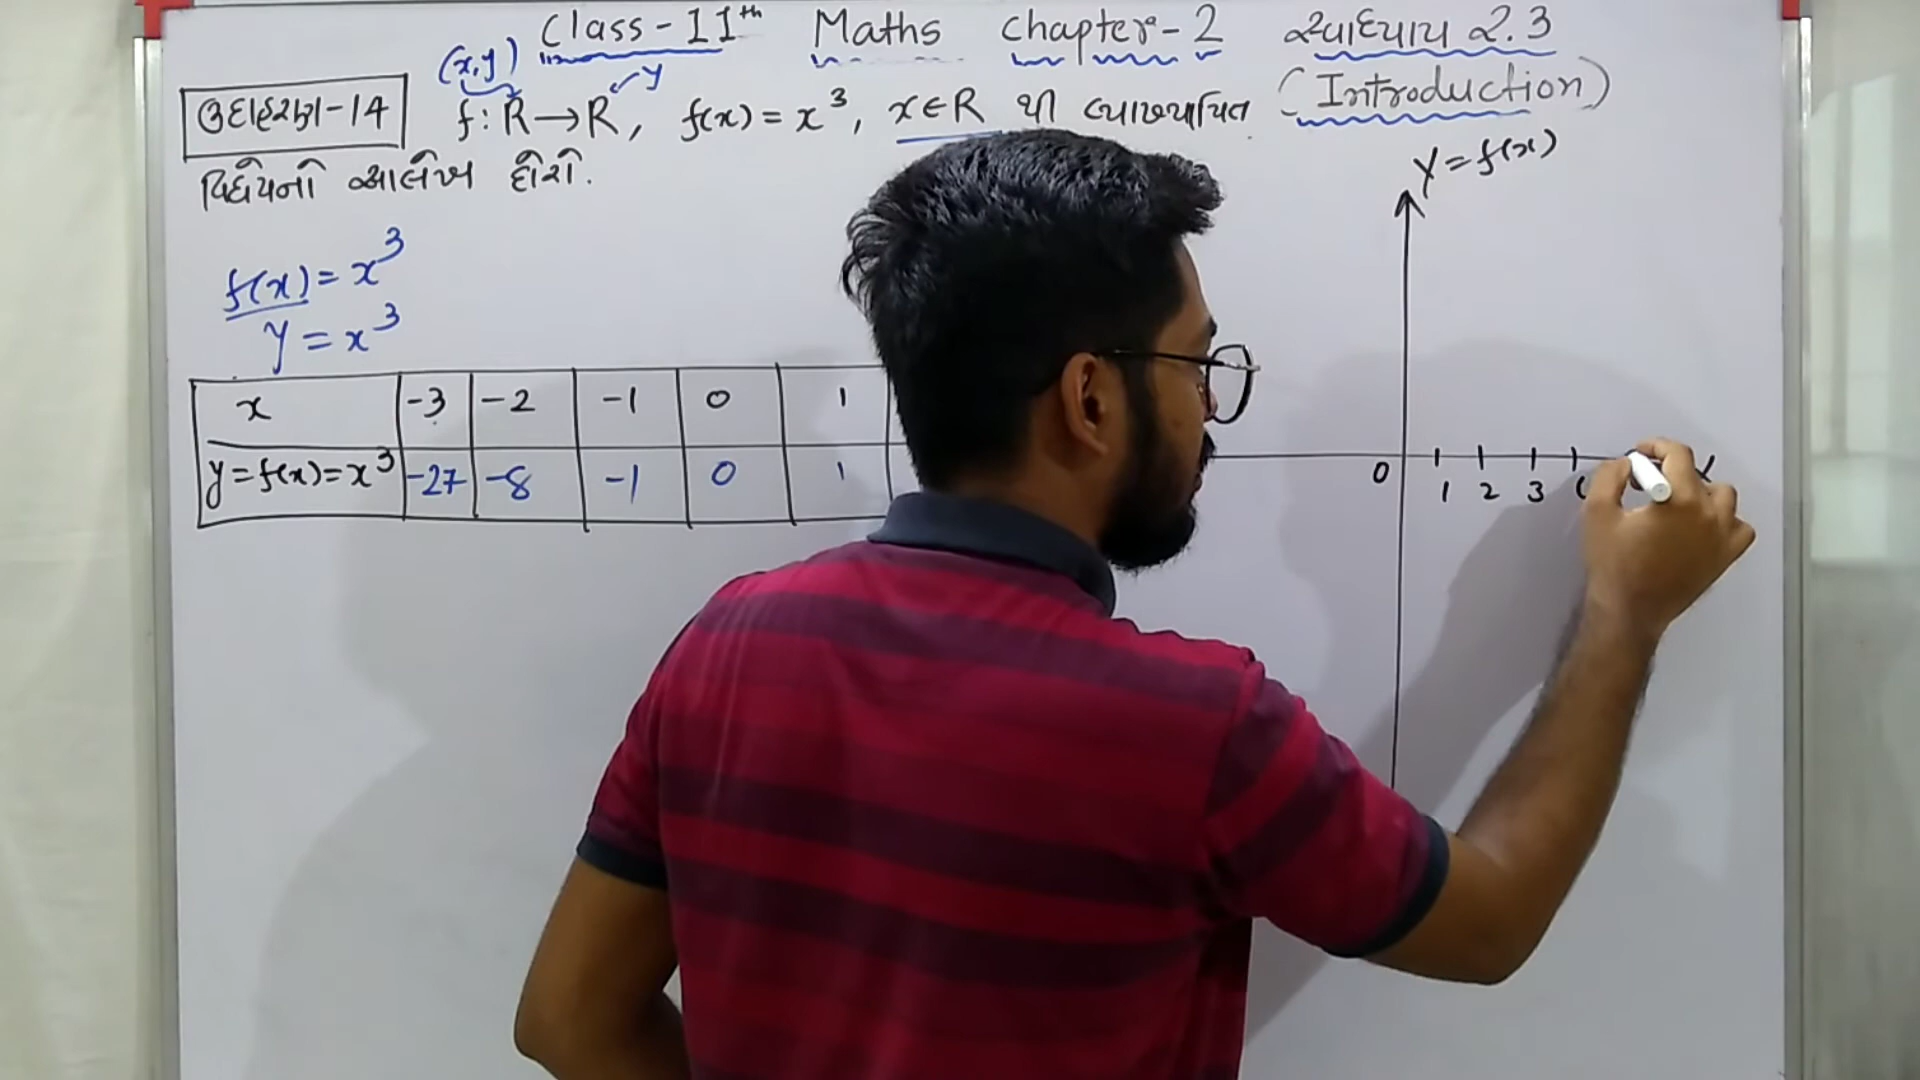 Class-11th Maths Chapter-2 સ્વાધ્યાય 2.3
(x,y) y
ઉદાહરણ-14 f: R→R, f(x) = x³, x∈R થી વ્યાખ્યાયિત (Introduction)
વિધેયનો આલેખ દોરો.
Y=f(x)
f(x) = x³
y = x³
x -3 -2 -1 0 1
y=f(x)=x³ -27 -8 -1 0 1
0 1 2 3